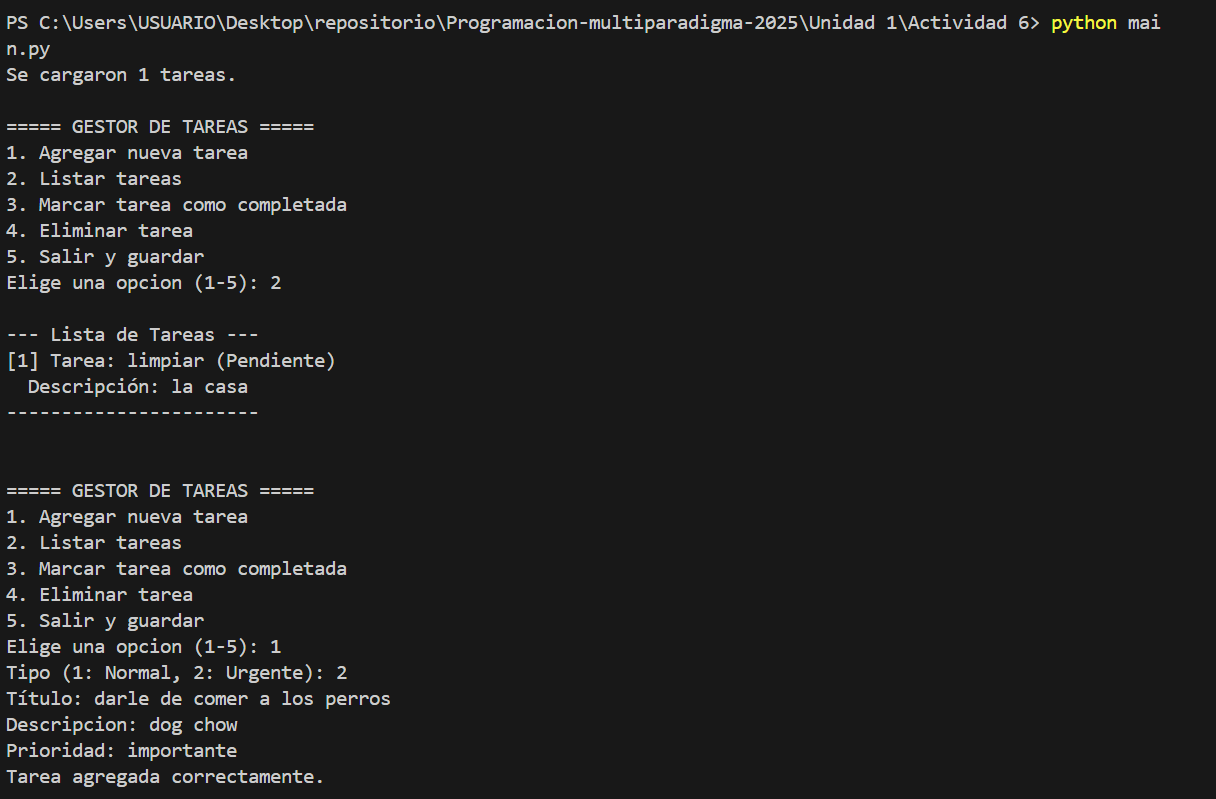 PS C:\Users\USUARIO\Desktop\repositorio\Programacion-multiparadigma-2025\Unidad 1\Actividad 6> python mai
n.py
Se cargaron 1 tareas.
===== GESTOR DE TAREAS =====
1. Agregar nueva tarea
2. Listar tareas
3. Marcar tarea como completada
4. Eliminar tarea
5. Salir y guardar
Elige una opcion (1-5): 2
--- Lista de Tareas ---
[1] Tarea: limpiar (Pendiente)
  Descripción: la casa
-----------------------
===== GESTOR DE TAREAS =====
1. Agregar nueva tarea
2. Listar tareas
3. Marcar tarea como completada
4. Eliminar tarea
5. Salir y guardar
Elige una opcion (1-5): 1
Tipo (1: Normal, 2: Urgente): 2
Título: darle de comer a los perros
Descripcion: dog chow
Prioridad: importante
Tarea agregada correctamente.